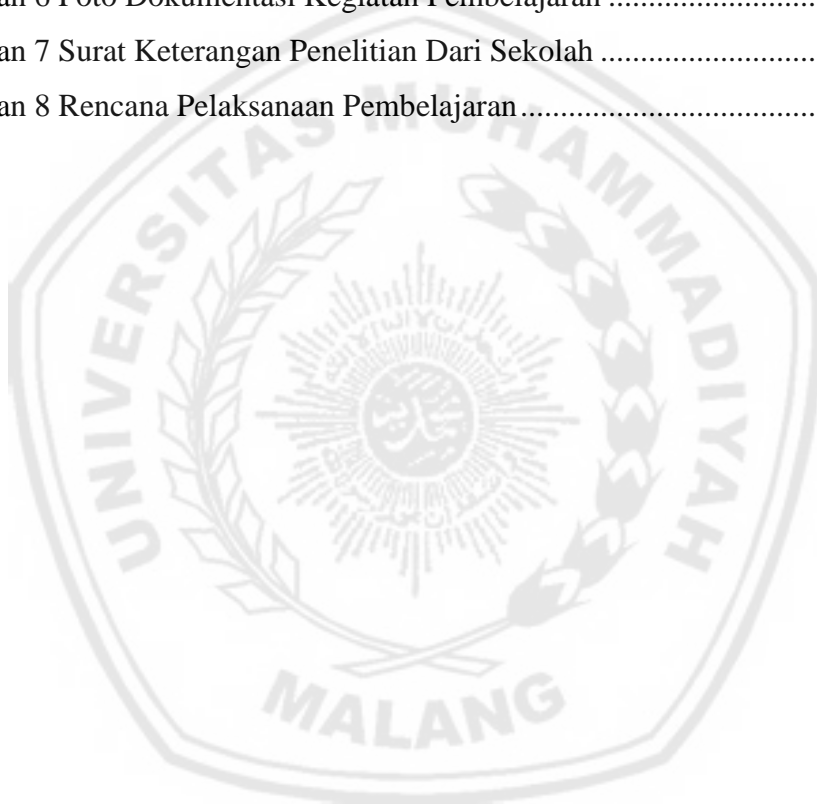 an 6 Foto Dokumentasi Kegiatan Pembelajaran ..........................
an 7 Surat Keterangan Penelitian Dari Sekolah ...........................
an 8 Rencana Pelaksanaan Pembelajaran.....................................
UNIVERSITAS MUHAMMADIYAH
MALANG